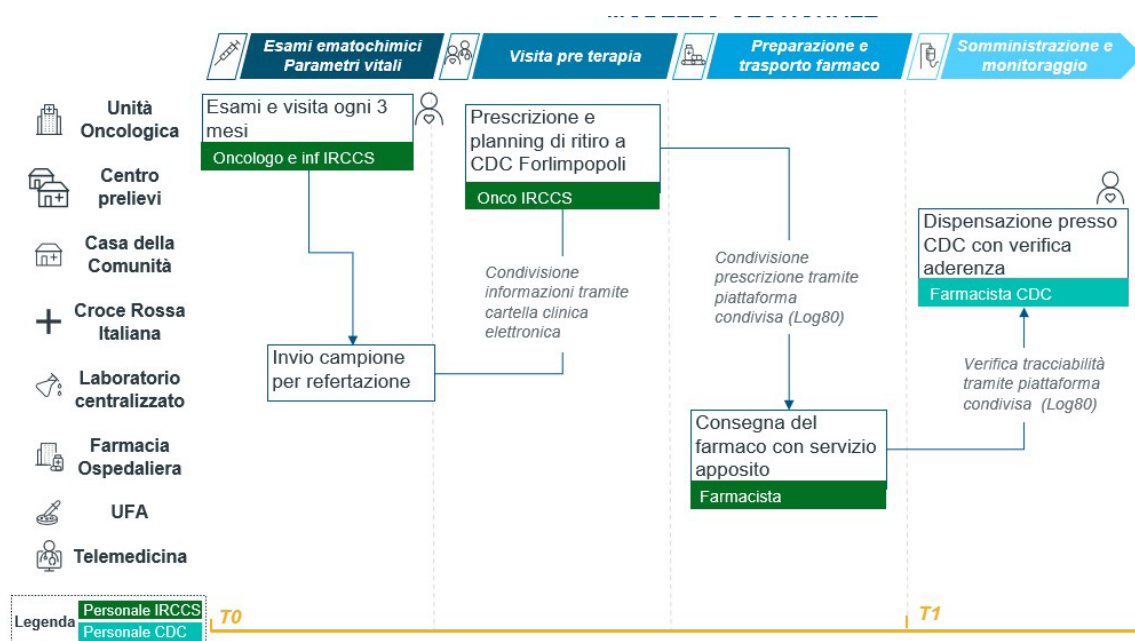 Esami ematochimici
Parametri vitali
Visita pre terapia
Preparazione e
trasporto farmaco
Somministrazione e
monitoraggio
Unità
Oncologica
Centro
prelievi
Casa della
Comunità
Croce Rossa
Italiana
Laboratorio
centralizzato
Farmacia
Ospedaliera
UFA
Telemedicina
Esami e visita ogni 3
mesi
Oncologo e inf IRCCS
Invio campione
per refertazione
Prescrizione e
planning di ritiro a
CDC Forlimpopoli
Onco IRCCS
Condivisione
informazioni tramite
cartella clinica
elettronica
Condivisione
prescrizione tramite
piattaforma
condivisa (Log80)
Consegna del
farmaco con servizio
apposito
Farmacista
Dispensazione presso
CDC con verifica
aderenza
Farmacista CDC
Verifica tracciabilità
tramite piattaforma
condivisa (Log80)
Legenda
Personale IRCCS
Personale CDC
T0
T1